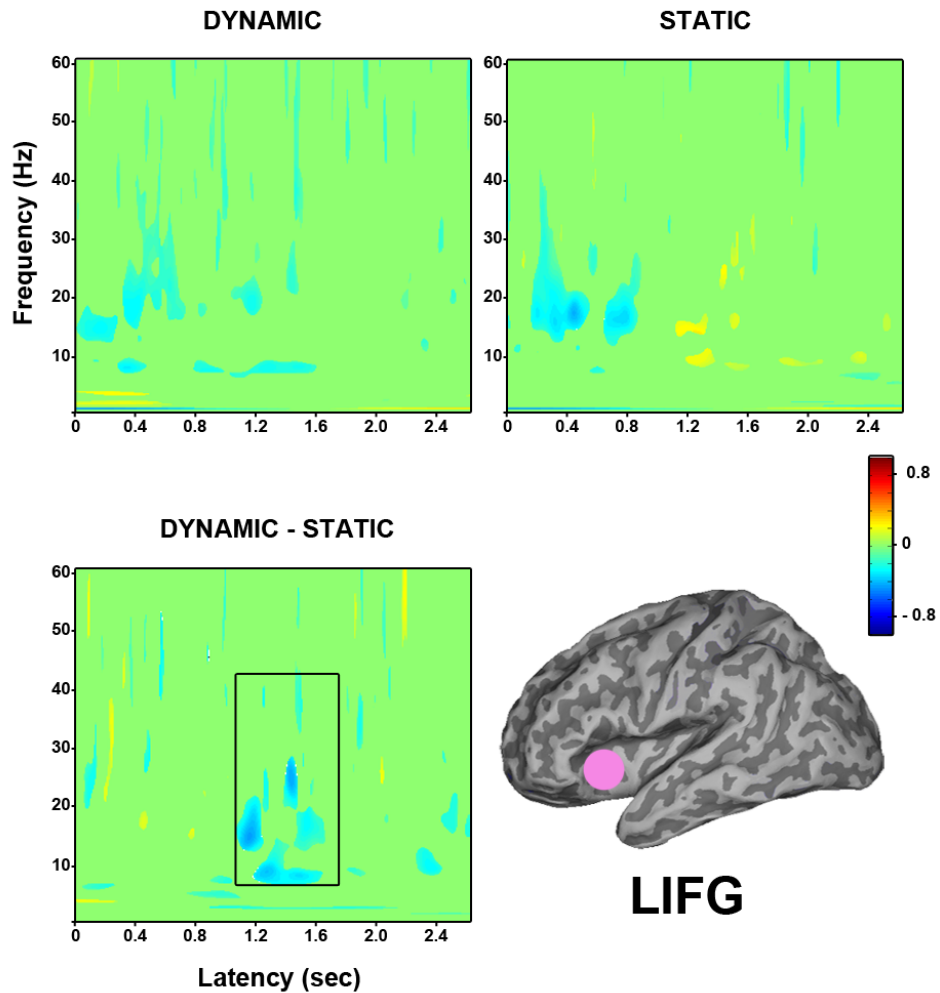 DYNAMIC STATIC
60 60
50 50
40 40
30 30
20 20
10 10
Frequency (Hz)
0 0.4 0.8 1.2 1.6 2.0 2.4 0 0.4 0.8 1.2 1.6 2.0 2.4
0.8
0
- 0.8
DYNAMIC - STATIC
60
50
40
30
20
10
0 0.4 0.8 1.2 1.6 2.0 2.4
Latency (sec)
LIFG